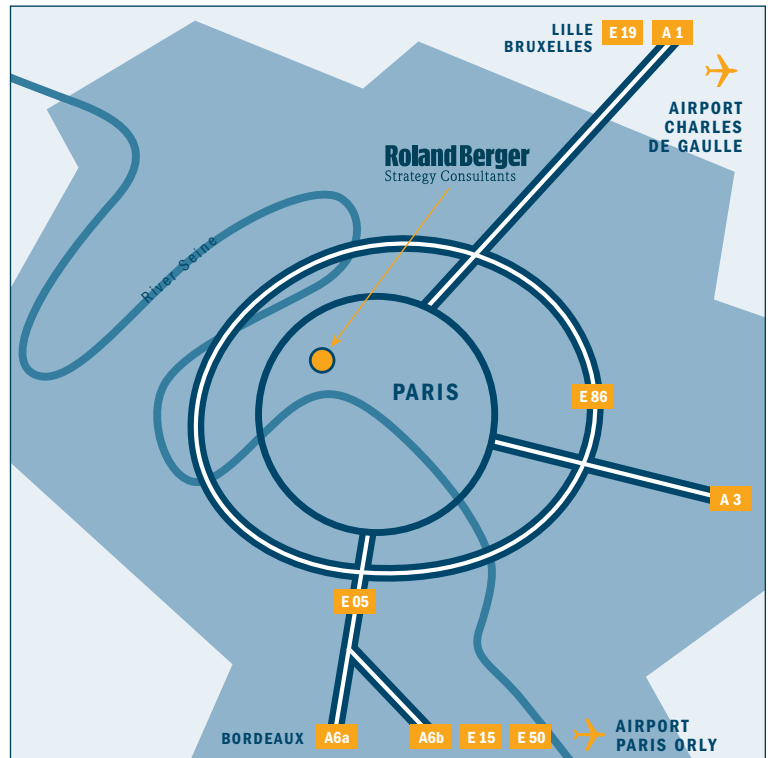 LILLE
BRUXELLES
E 19
A 1
AIRPORT
CHARLES
DE GAULLE
Roland Berger
Strategy Consultants
River Seine
PARIS
E 86
A 3
E 05
BORDEAUX
A6a
A6b
E 15
E 50
AIRPORT
PARIS ORLY